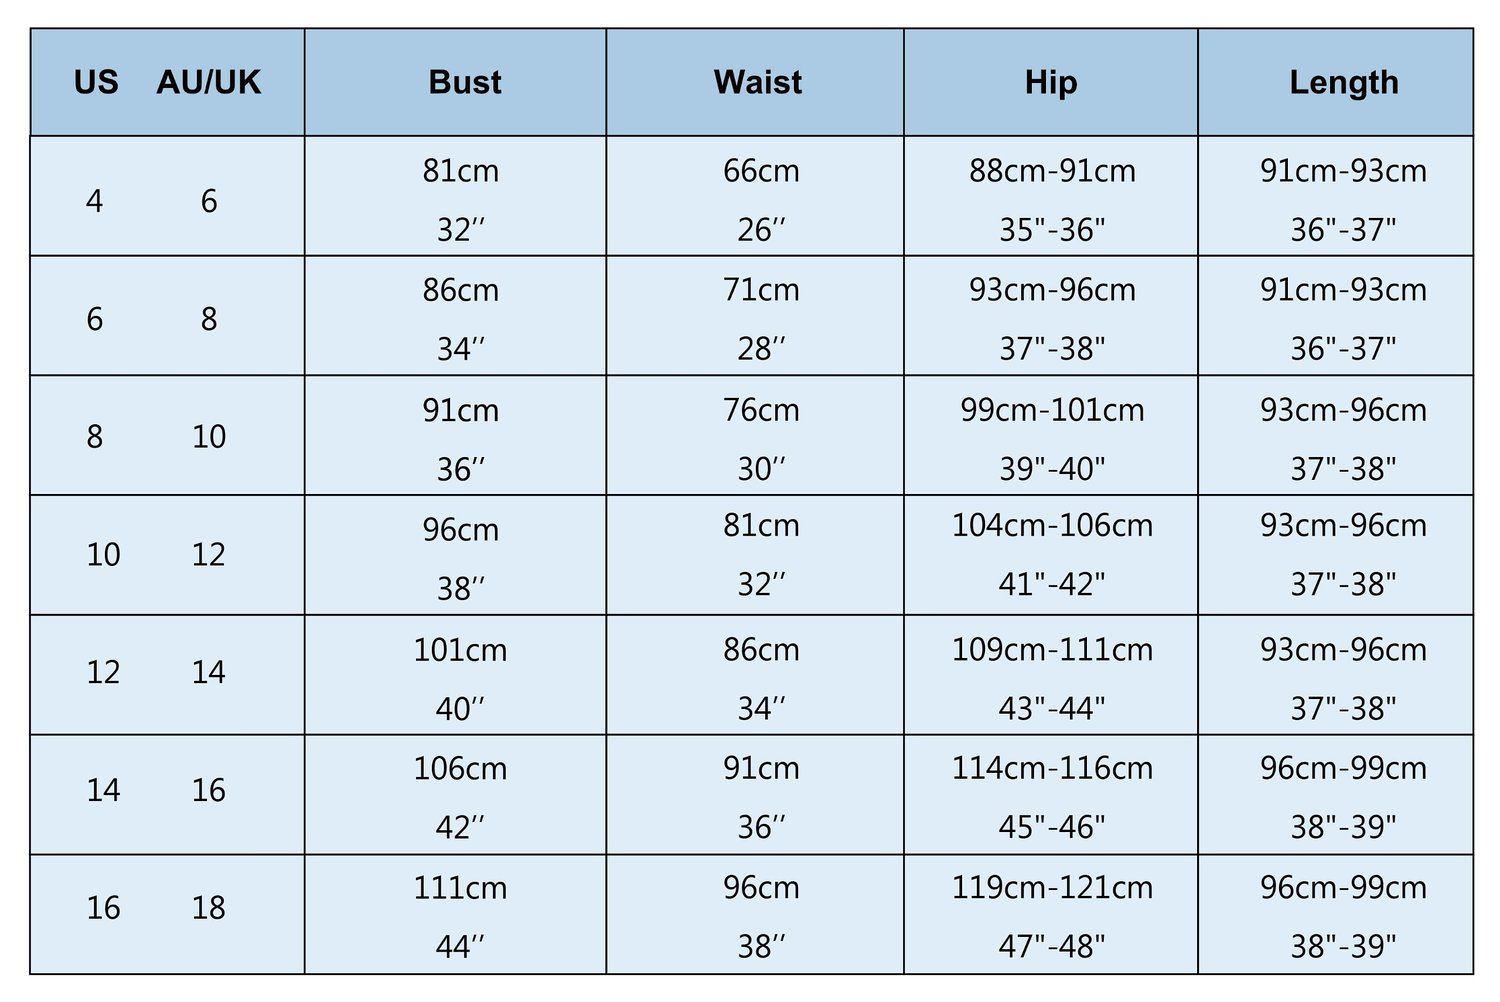 US AU/UK Bust Waist Hip Length
81cm 66cm 88cm-91cm 91cm-93cm
4 6
32′′ 26′′ 35"-36" 36"-37"
86cm 71cm 93cm-96cm 91cm-93cm
6 8
34′′ 28′′ 37"-38" 36"-37"
91cm 76cm 99cm-101cm 93cm-96cm
8 10
36′′ 30′′ 39"-40" 37"-38"
96cm 81cm 104cm-106cm 93cm-96cm
10 12
38′′ 32′′ 41"-42" 37"-38"
101cm 86cm 109cm-111cm 93cm-96cm
12 14
40′′ 34′′ 43"-44" 37"-38"
106cm 91cm 114cm-116cm 96cm-99cm
14 16
42′′ 36′′ 45"-46" 38"-39"
111cm 96cm 119cm-121cm 96cm-99cm
16 18
44′′ 38′′ 47"-48" 38"-39"